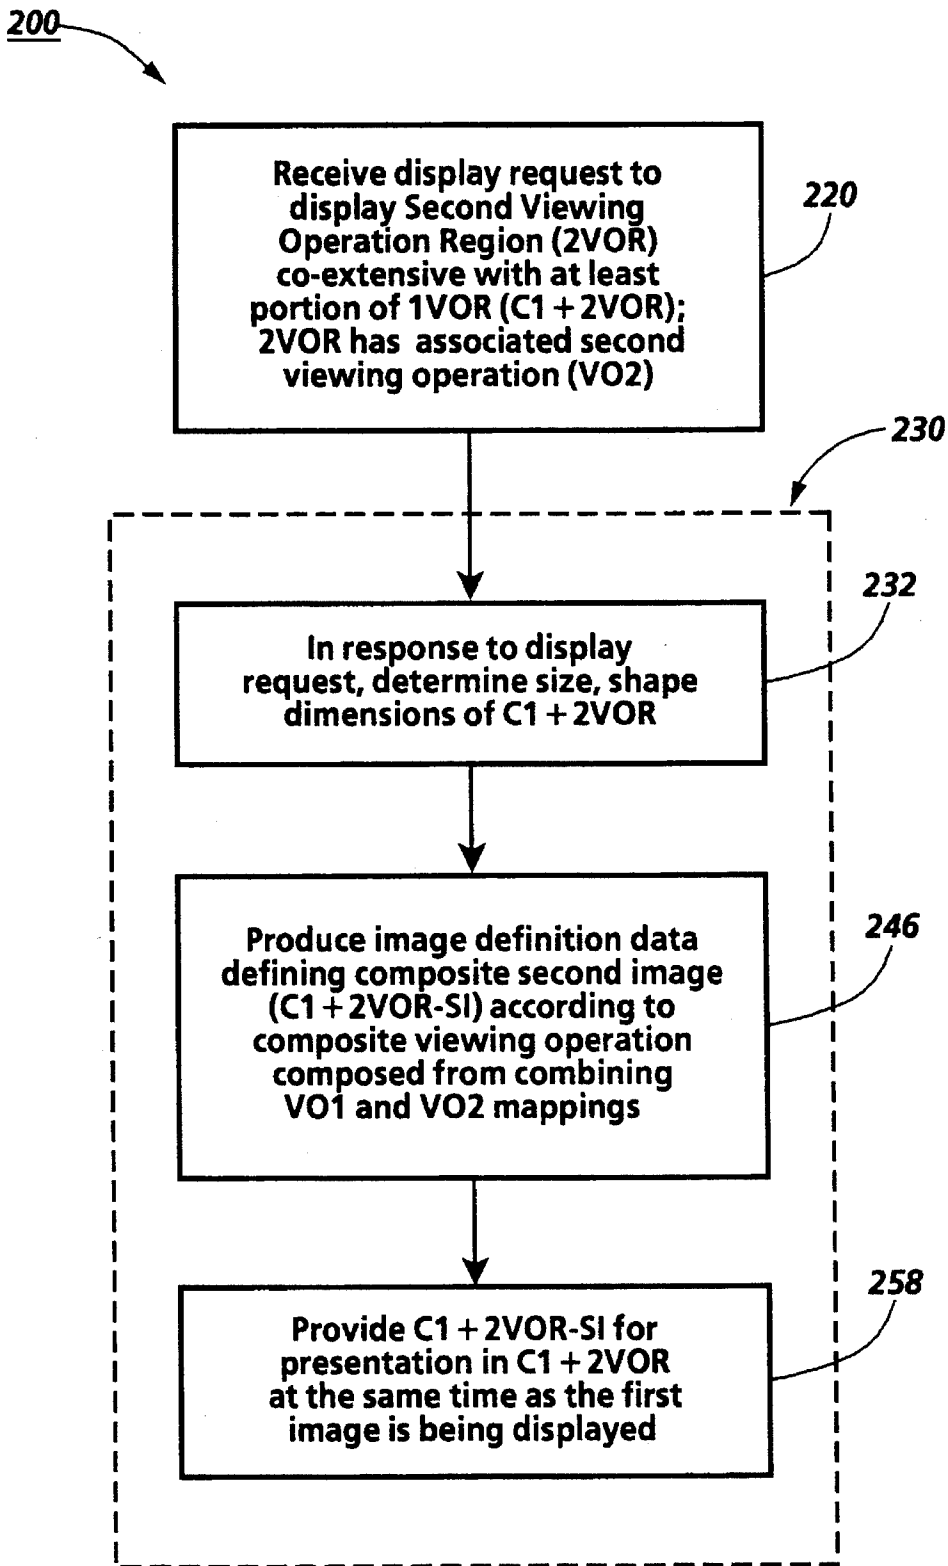 200
Receive display request to
display Second Viewing
Operation Region (2VOR)
co-extensive with at least
portion of 1VOR (C1 + 2VOR);
2VOR has associated second
viewing operation (VO2)
220
230
In response to display
request, determine size, shape
dimensions of C1 + 2VOR
232
Produce image definition data
defining composite second image
(C1 + 2VOR-SI) according to
composite viewing operation
composed from combining
VO1 and VO2 mappings
246
Provide C1 + 2VOR-SI for
presentation in C1 + 2VOR
at the same time as the first
image is being displayed
258